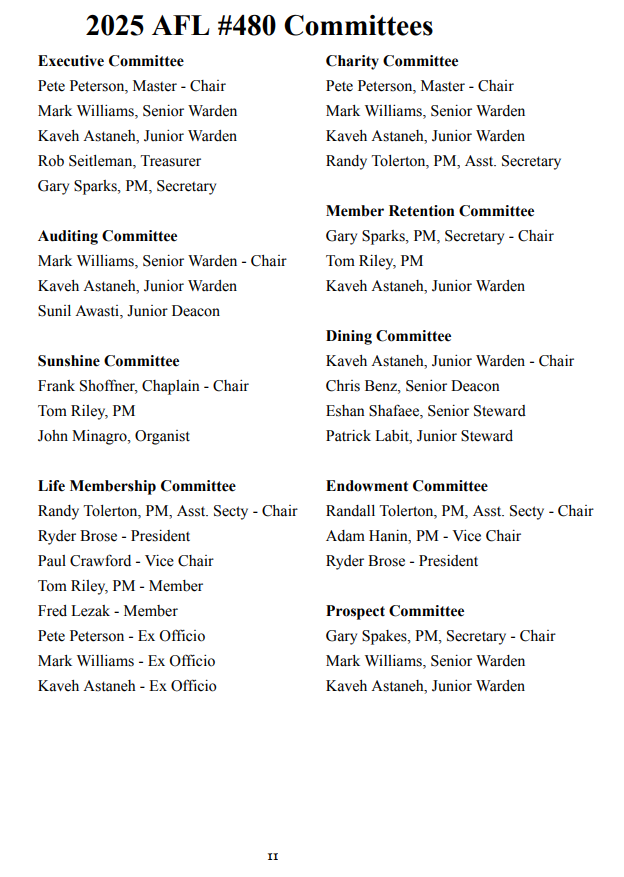 2025 AFL #480 Committees
Executive Committee
Pete Peterson, Master - Chair
Mark Williams, Senior Warden
Kaveh Astaneh, Junior Warden
Rob Seitleman, Treasurer
Gary Sparks, PM, Secretary
Auditing Committee
Mark Williams, Senior Warden - Chair
Kaveh Astaneh, Junior Warden
Sunil Awasti, Junior Deacon
Sunshine Committee
Frank Shoffner, Chaplain - Chair
Tom Riley, PM
John Minagro, Organist
Life Membership Committee
Randy Tolerton, PM, Asst. Secty - Chair
Ryder Brose - President
Paul Crawford - Vice Chair
Tom Riley, PM - Member
Fred Lezak - Member
Pete Peterson - Ex Officio
Mark Williams - Ex Officio
Kaveh Astaneh - Ex Officio
Charity Committee
Pete Peterson, Master - Chair
Mark Williams, Senior Warden
Kaveh Astaneh, Junior Warden
Randy Tolerton, PM, Asst. Secretary
Member Retention Committee
Gary Sparks, PM, Secretary - Chair
Tom Riley, PM
Kaveh Astaneh, Junior Warden
Dining Committee
Kaveh Astaneh, Junior Warden - Chair
Chris Benz, Senior Deacon
Eshan Shafaee, Senior Steward
Patrick Labit, Junior Steward
Endowment Committee
Randall Tolerton, PM, Asst. Secty - Chair
Adam Hanin, PM - Vice Chair
Ryder Brose - President
Prospect Committee
Gary Spakes, PM, Secretary - Chair
Mark Williams, Senior Warden
Kaveh Astaneh, Junior Warden
11